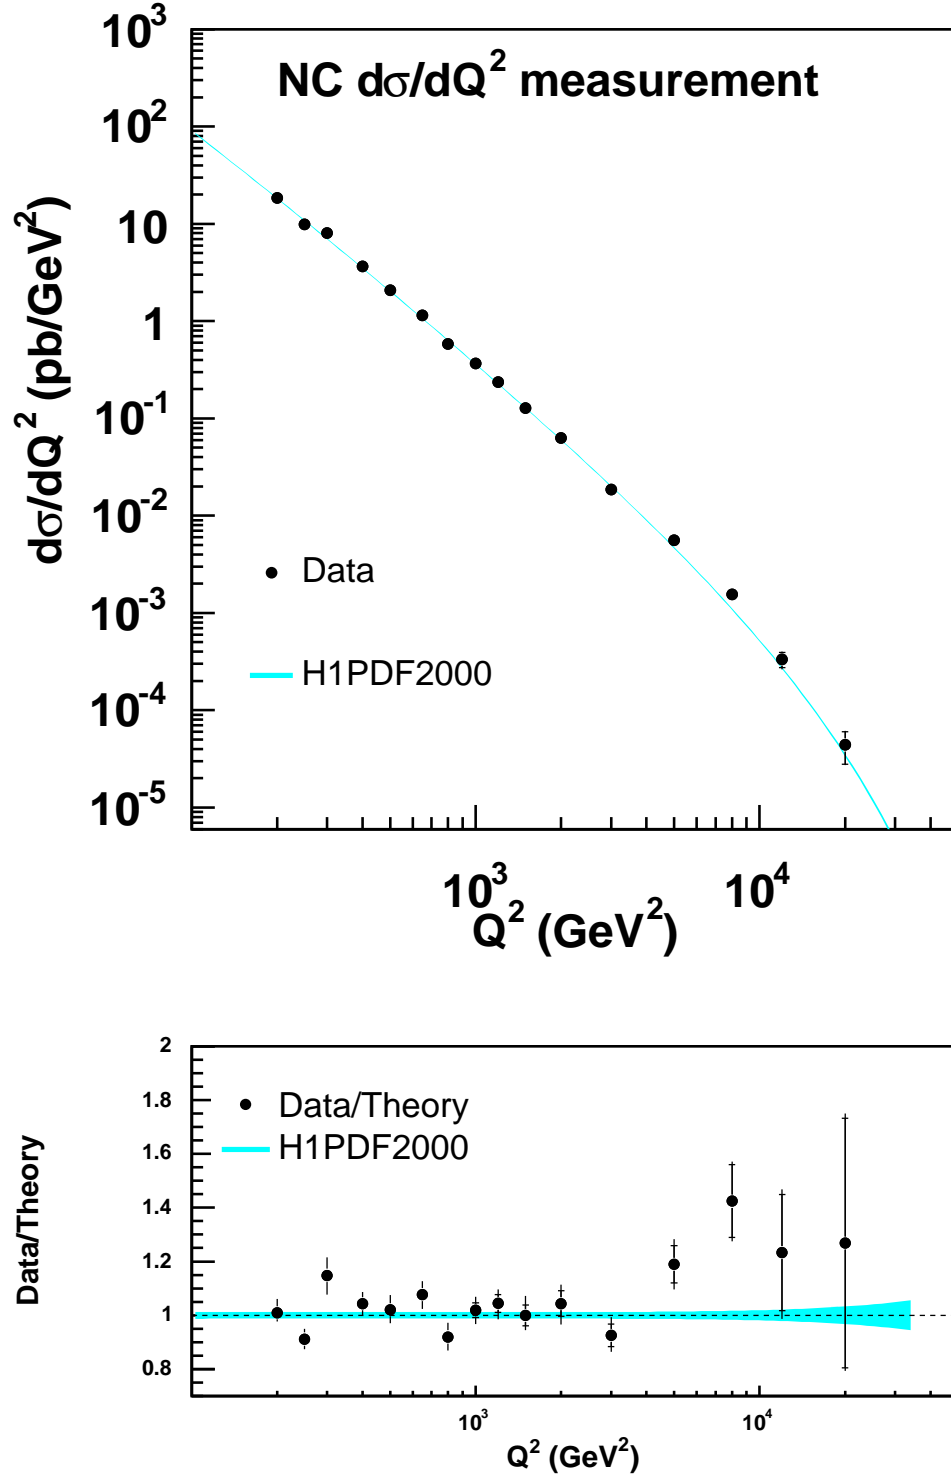 NC dσ/dQ² measurement
dσ/dQ² (pb/GeV²)
10³
10²
10
1
10⁻¹
10⁻²
10⁻³
10⁻⁴
10⁻⁵
Data
H1PDF2000
10³ 10⁴
Q² (GeV²)
Data/Theory
2
1.8
1.6
1.4
1.2
1
0.8
Data/Theory
H1PDF2000
10³ 10⁴
Q² (GeV²)